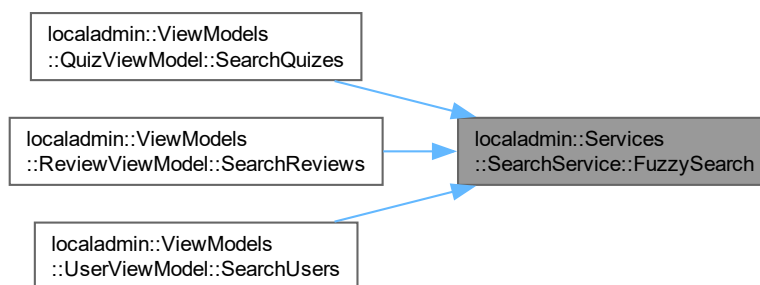 localadmin::ViewModels
::QuizViewModel::SearchQuizes
localadmin::ViewModels
::ReviewViewModel::SearchReviews
localadmin::Services
::SearchService::FuzzySearch
localadmin::ViewModels
::UserViewModel::SearchUsers